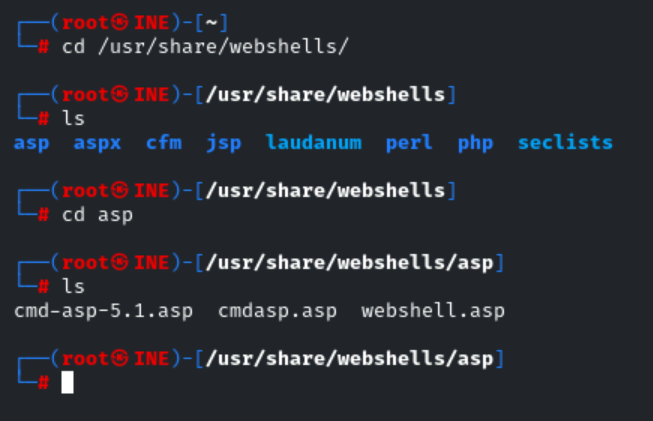 ┌──(root㉿INE)-[~]
└─# cd /usr/share/webshells/
┌──(root㉿INE)-[/usr/share/webshells]
└─# ls
asp  aspx  cfm  jsp  laudanum  perl  php  seclists
┌──(root㉿INE)-[/usr/share/webshells]
└─# cd asp
┌──(root㉿INE)-[/usr/share/webshells/asp]
└─# ls
cmd-asp-5.1.asp  cmdasp.asp  webshell.asp
┌──(root㉿INE)-[/usr/share/webshells/asp]
└─#